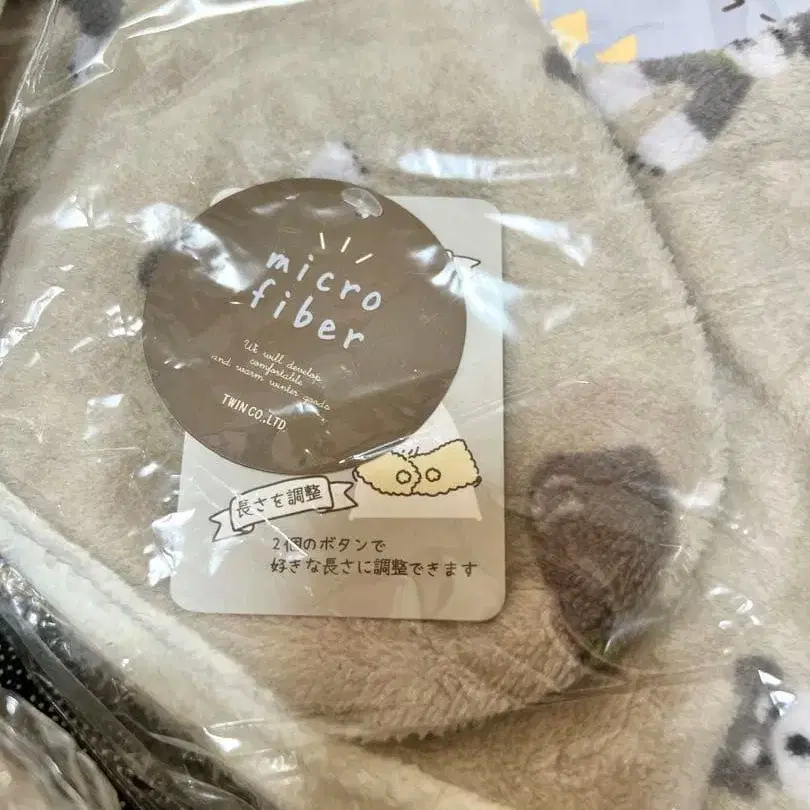 micro
fiber
We will develop
comfortable
and warm winter goods
TWIN CO.,LTD.
長さを調整
2個のボタンで
好きな長さに調整できます